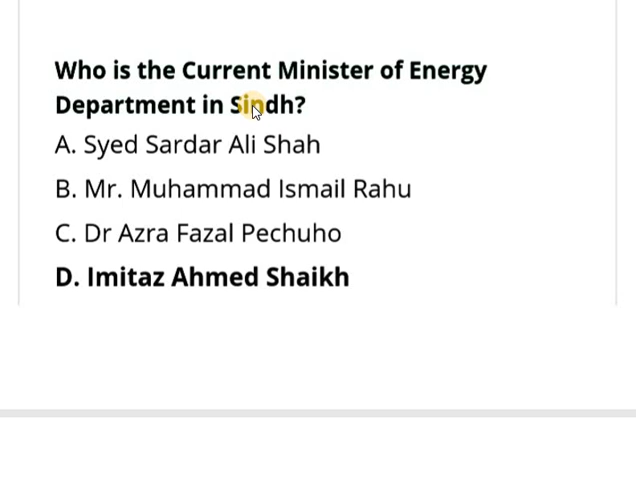 Who is the Current Minister of Energy
Department in Sindh?
A. Syed Sardar Ali Shah
B. Mr. Muhammad Ismail Rahu
C. Dr Azra Fazal Pechuho
D. Imitaz Ahmed Shaikh